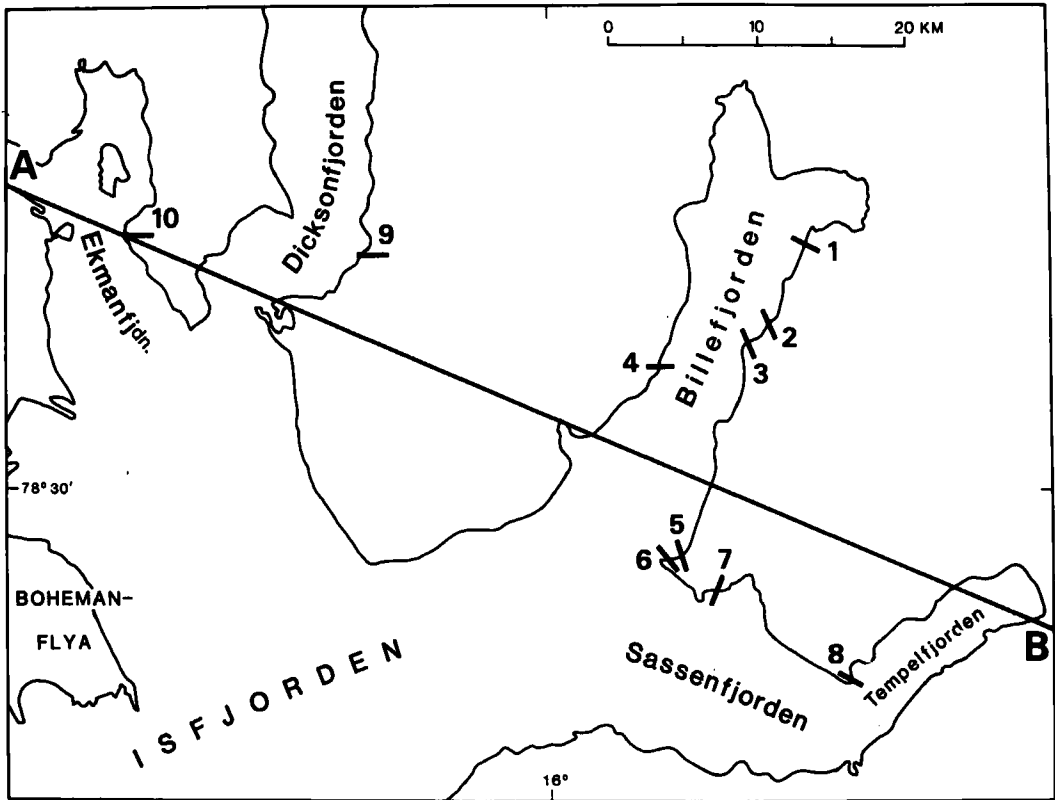 0 10 20 KM
Dicksonfjorden
A
10
9
Ekmanfjdn.
Billefjorden
1
2
3
4
78° 30'
5
6
7
BOHEMAN-
FLYA
8
Tempelfjorden
B
Sassenfjorden
ISFJORDEN
16°